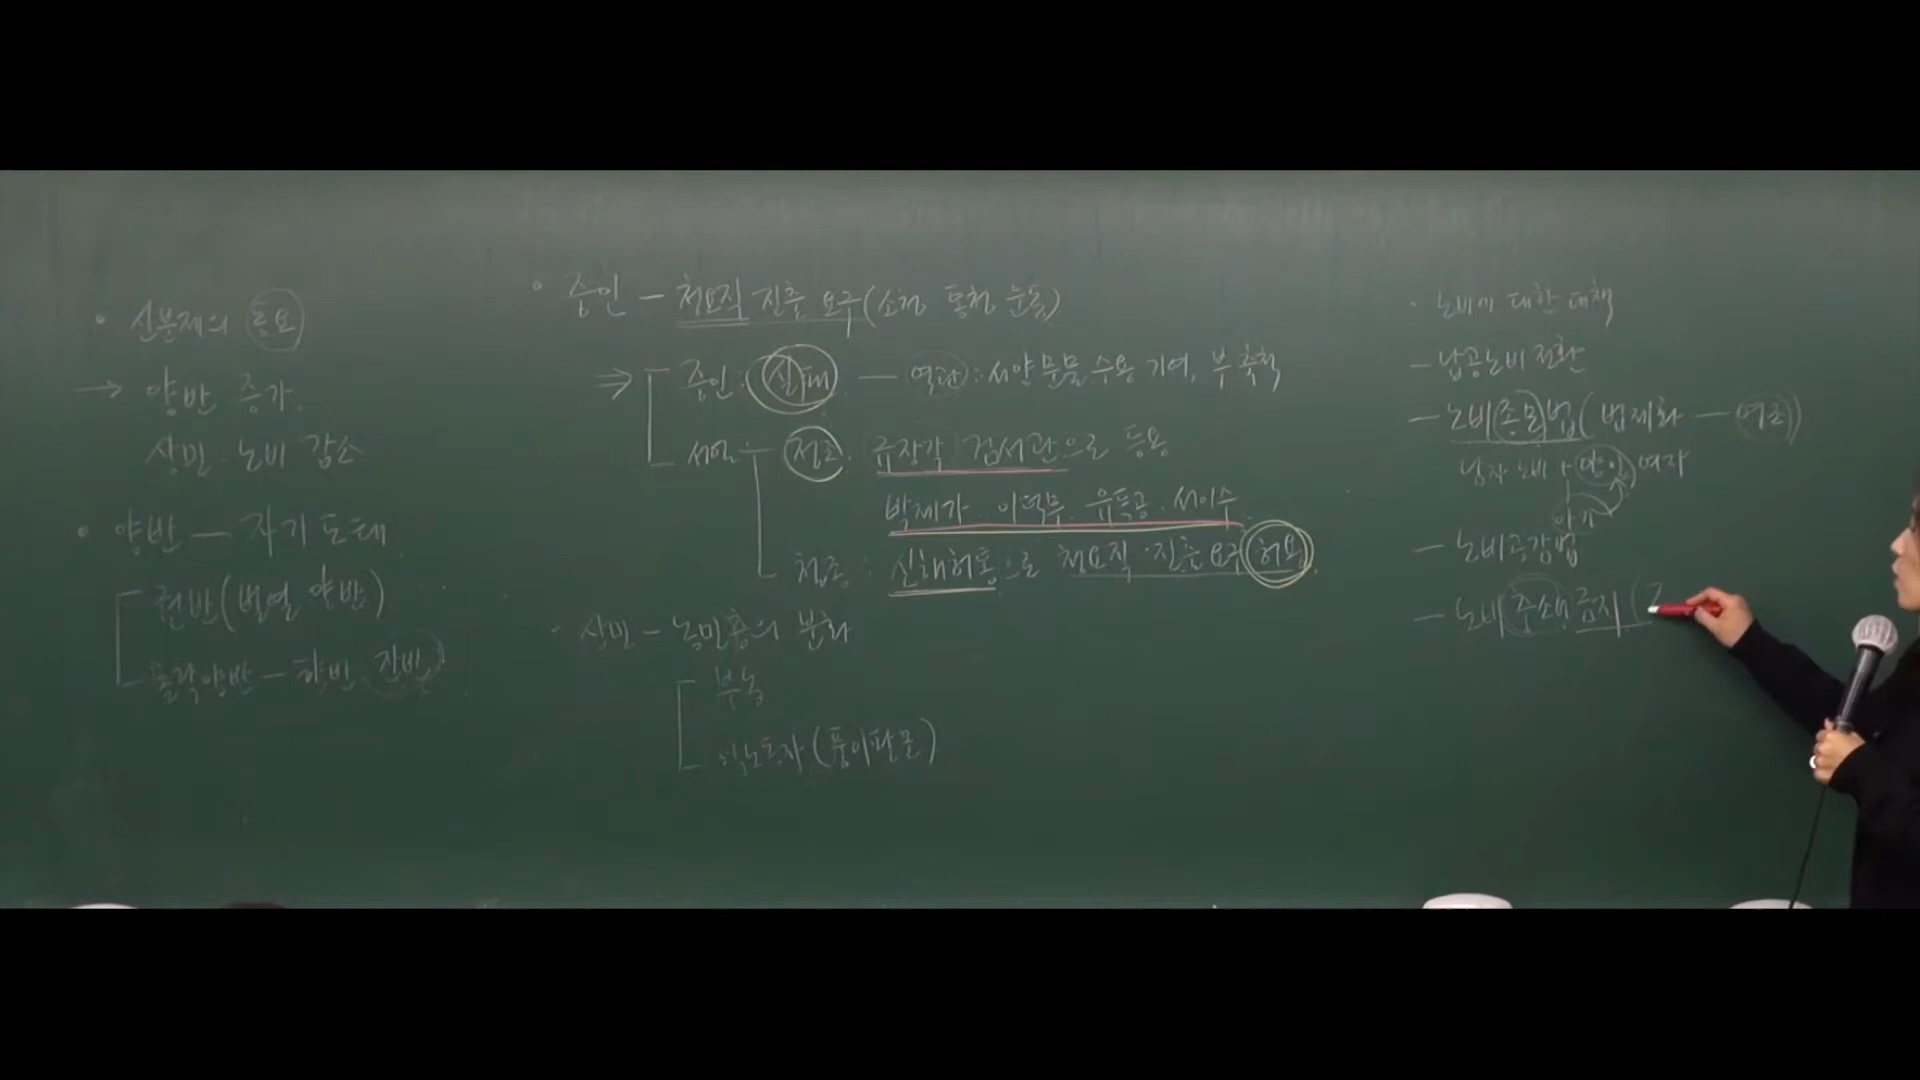 • 신분제의 동요
→ 양반 증가.
상민·노비 감소
• 양반 — 자기 도태
권반(벌열 양반)
몰락양반 — 향반, 잔반
• 중인 — 청요직 진출 요구(소청 통청 운동)
⇒ 중인 : 실패 — 역관 : 서양 문물 수용 기여, 부 축적
서얼 정조 : 규장각 검서관으로 등용
박제가. 이덕무. 유득공. 서이수
철종 : 신해허통으로 청요직 진출 요구 허용.
• 상민 — 농민층의 분화
부농
임노동자(품팔이꾼)
• 노비에 대한 대책
— 납공노비 전환
— 노비종모법(법제화 — 영조)
남자 노비 + 양인 여자
아기
— 노비공감법
— 노비 추쇄 금지 (